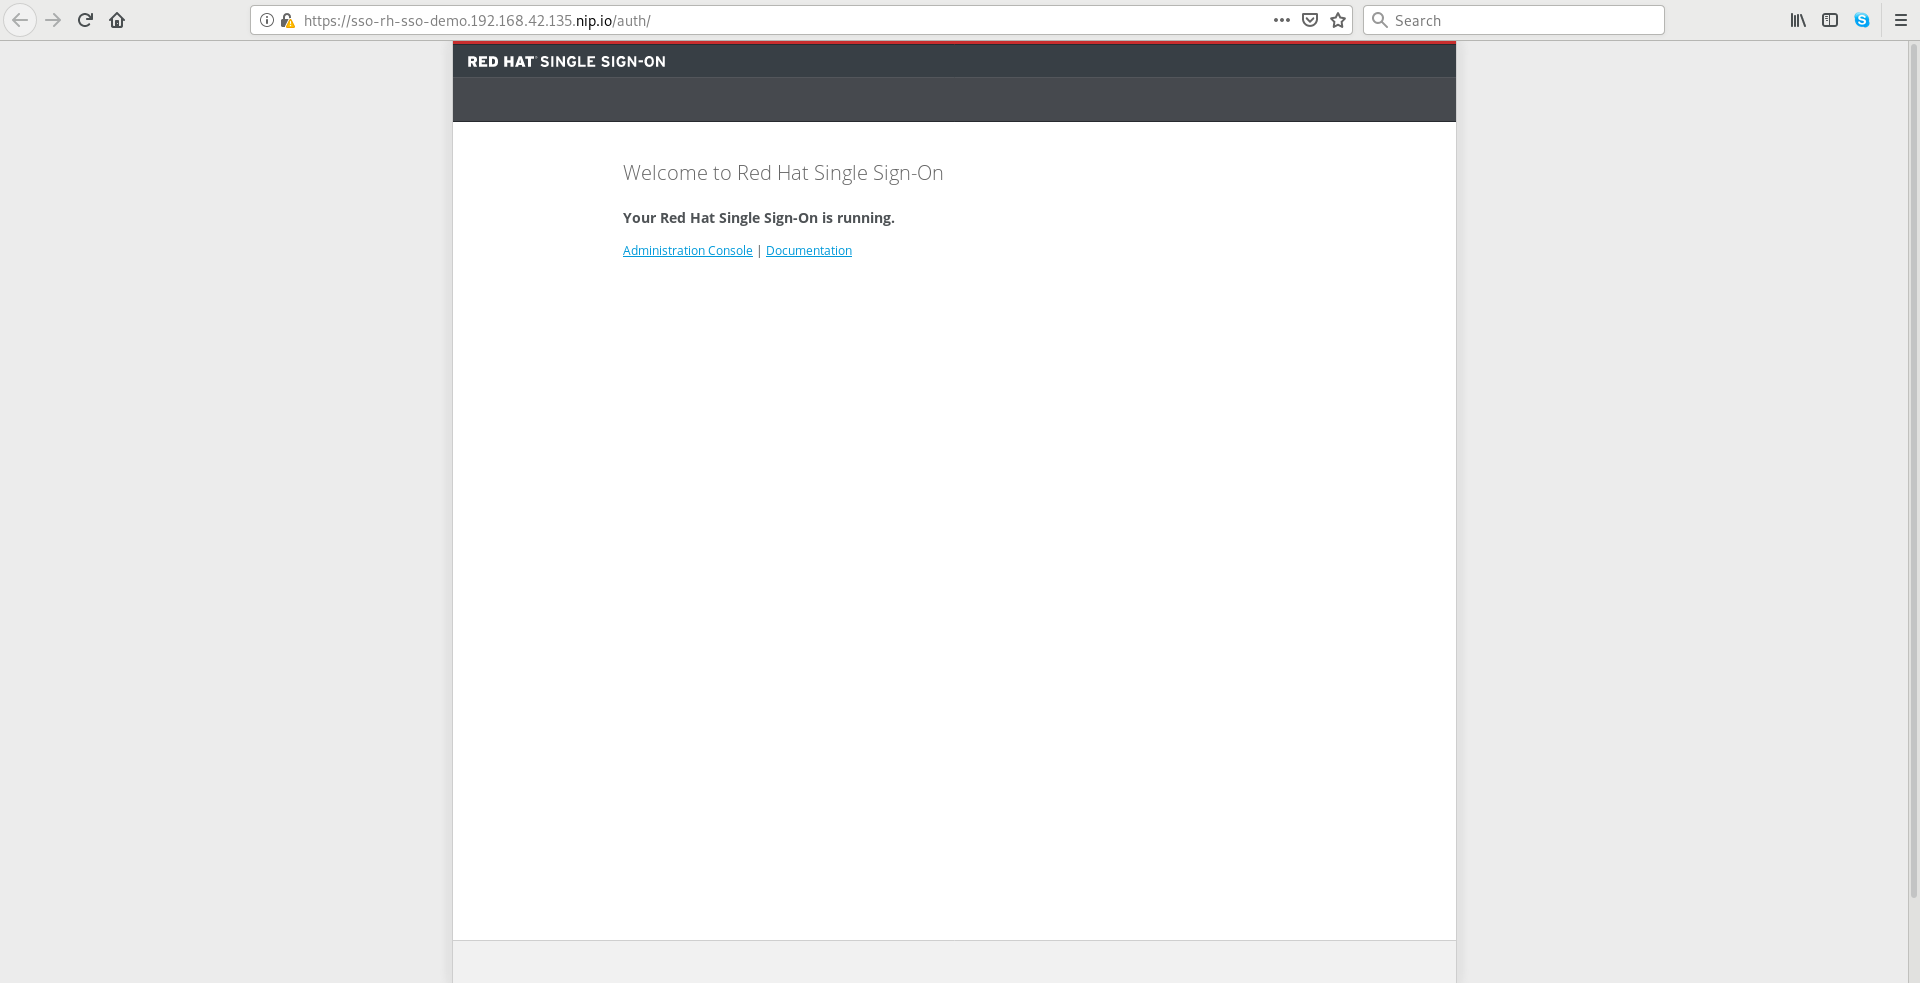 https://sso-rh-sso-demo.192.168.42.135.nip.io/auth/
Search
RED HAT SINGLE SIGN-ON
Welcome to Red Hat Single Sign-On
Your Red Hat Single Sign-On is running.
Administration Console | Documentation